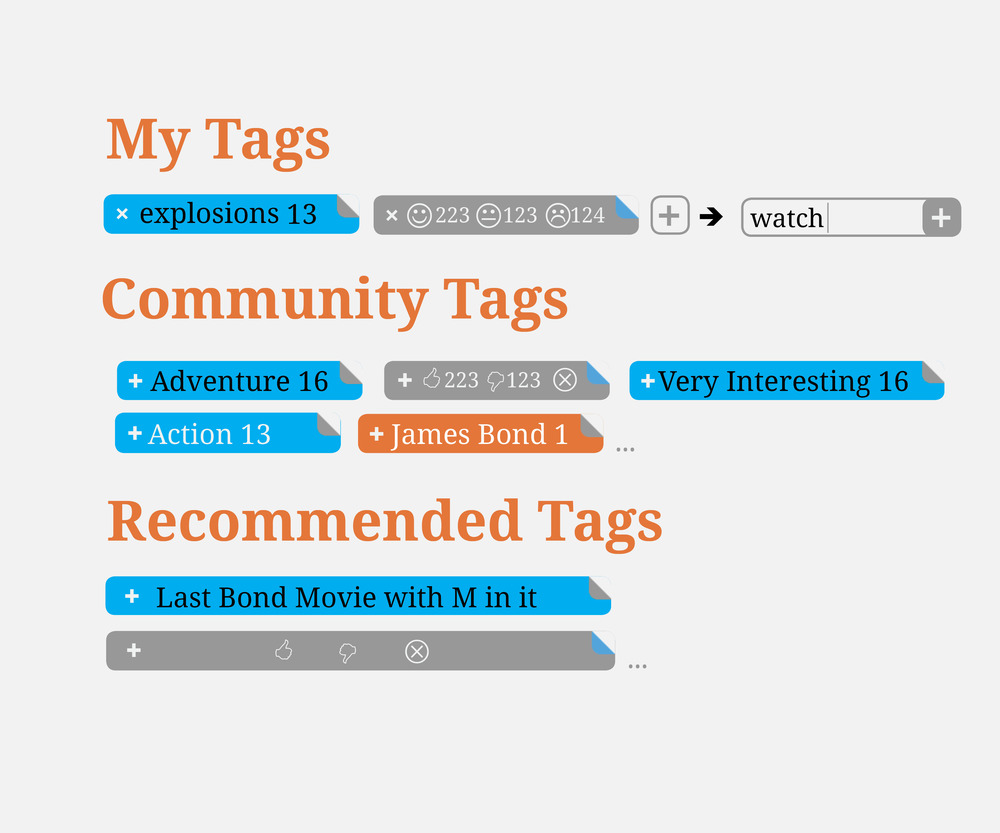 My Tags
× explosions 13 × 223 123 124 + ➔ watch +
Community Tags
+ Adventure 16 + 223 123 + Very Interesting 16
+ Action 13 + James Bond 1 ...
Recommended Tags
+ Last Bond Movie with M in it
+ ...